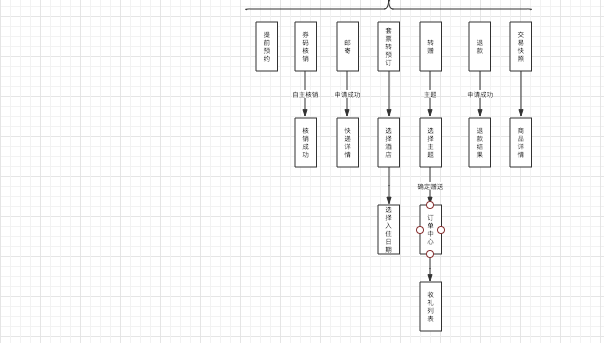 提前预约
券码核销
邮寄
套票转预订
转赠
退款
交易快照
自主核销
申请成功
主题
申请成功
核销成功
快递详情
选择酒店
选择主题
退款结果
商品详情
确定赠送
选择入住日期
订单中心
收礼列表